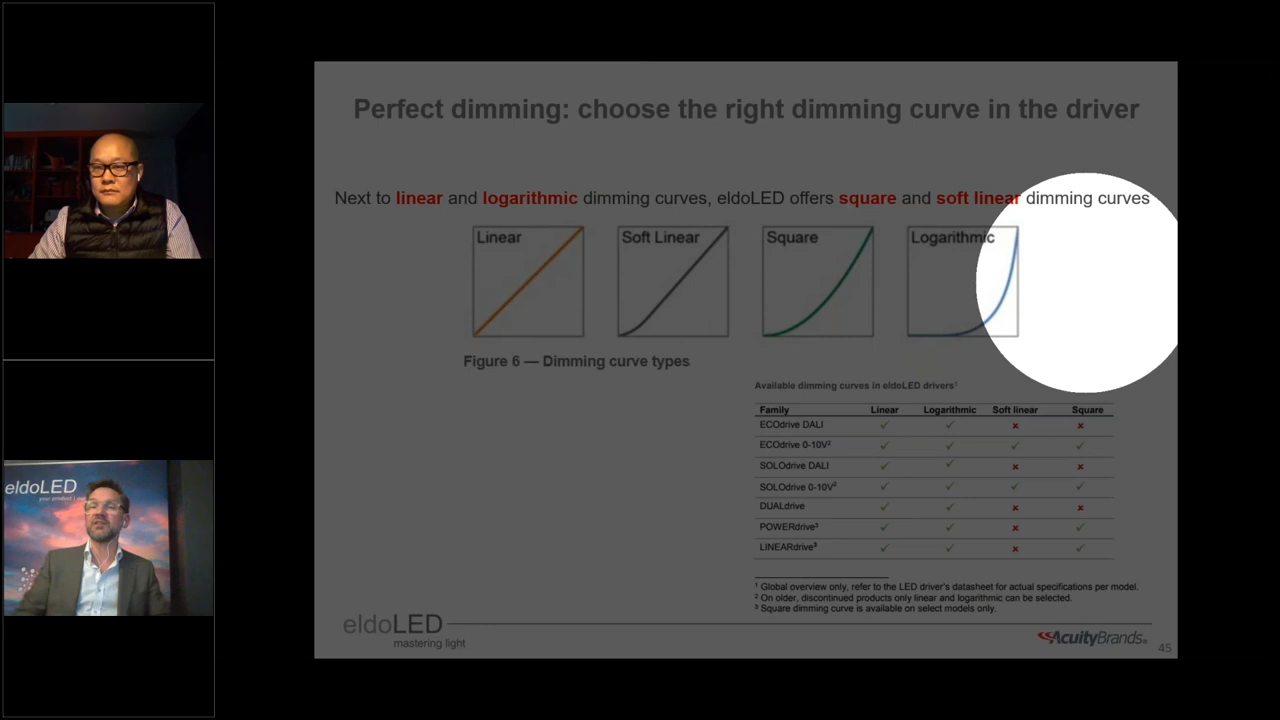 Perfect dimming: choose the right dimming curve in the driver
Next to linear and logarithmic dimming curves, eldoLED offers square and soft linear dimming curves
Linear
Soft Linear
Square
Logarithmic
Figure 6 — Dimming curve types
Available dimming curves in eldoLED drivers¹
Family Linear Logarithmic Soft linear Square
ECOdrive DALI ✓ ✓ x x
ECOdrive 0-10V² ✓ ✓ ✓ ✓
SOLOdrive DALI ✓ ✓ x x
SOLOdrive 0-10V² ✓ ✓ ✓ ✓
DUALdrive ✓ ✓ x x
POWERdrive³ ✓ ✓ x ✓
LINEARdrive³ ✓ ✓ x ✓
¹ Global overview only, refer to the LED driver's datasheet for actual specifications per model.
² On older, discontinued products only linear and logarithmic can be selected.
³ Square dimming curve is available on select models only.
eldoLED
mastering light
AcuityBrands®
45
eldoLED
your product |